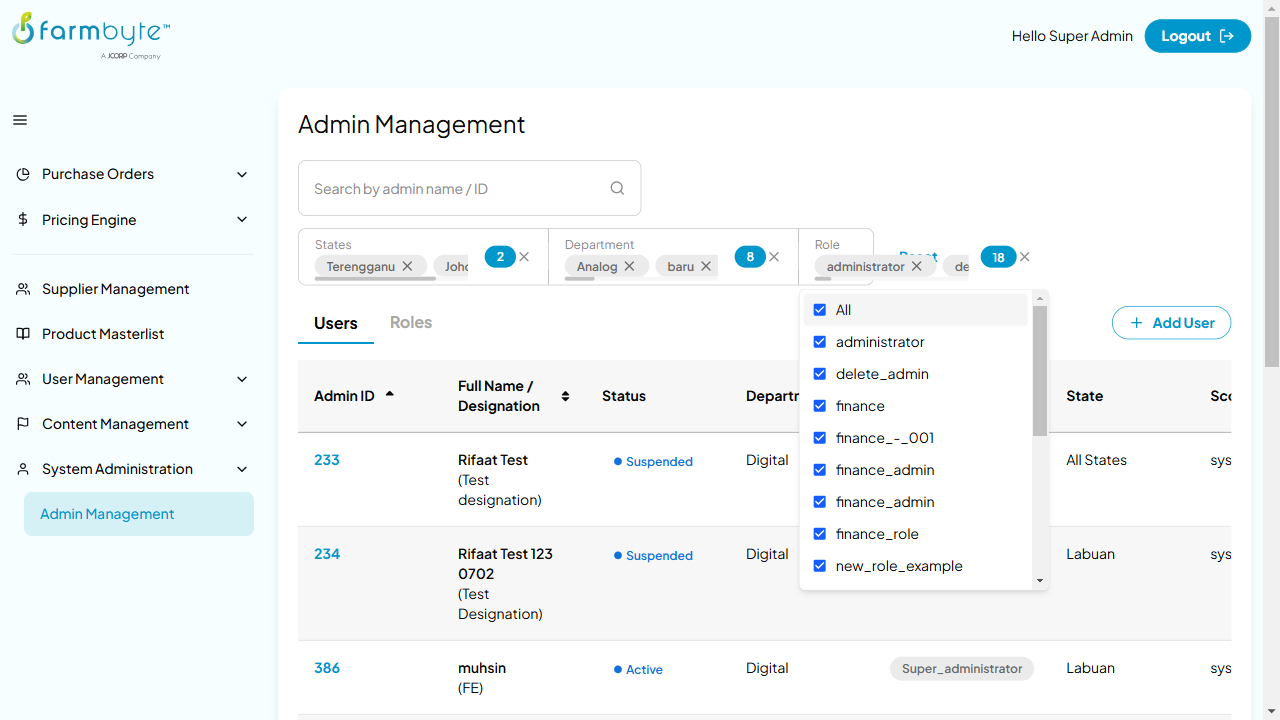 farmbyte™
A JCORP Company
Hello Super Admin
Logout
Purchase Orders
Pricing Engine
Supplier Management
Product Masterlist
User Management
Content Management
System Administration
Admin Management
Admin Management
Search by admin name / ID
States
Terengganu
Joho
2
Department
Analog
baru
8
Role
administrator
de
Reset
18
Users
Roles
Add User
All
administrator
delete_admin
finance
finance_-_001
finance_admin
finance_admin
finance_role
new_role_example
Admin ID
Full Name /
Designation
Status
Departm
State
Sco
233
Rifaat Test
(Test
designation)
Suspended
Digital
All States
sys
234
Rifaat Test 123
0702
(Test
Designation)
Suspended
Digital
Labuan
sys
386
muhsin
(FE)
Active
Digital
Super_administrator
Labuan
sys